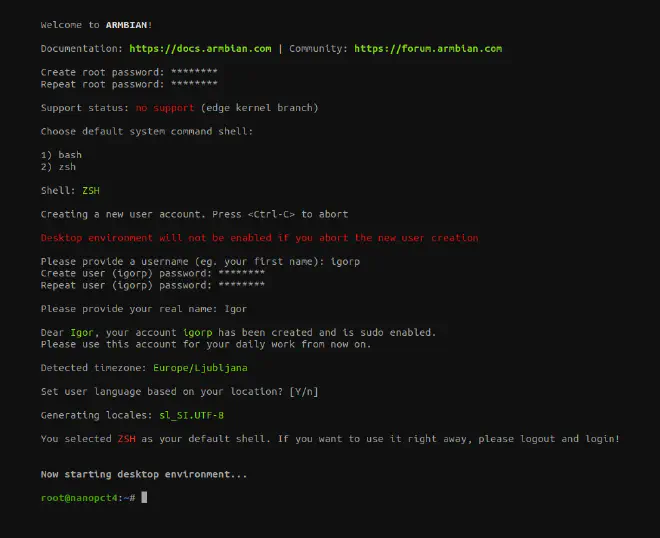 Welcome to ARMBIAN!
Documentation: https://docs.armbian.com | Community: https://forum.armbian.com
Create root password: ********
Repeat root password: ********
Support status: no support (edge kernel branch)
Choose default system command shell:
1) bash
2) zsh
Shell: ZSH
Creating a new user account. Press <Ctrl-C> to abort
Desktop environment will not be enabled if you abort the new user creation
Please provide a username (eg. your first name): igorp
Create user (igorp) password: ********
Repeat user (igorp) password: ********
Please provide your real name: Igor
Dear Igor, your account igorp has been created and is sudo enabled.
Please use this account for your daily work from now on.
Detected timezone: Europe/Ljubljana
Set user language based on your location? [Y/n]
Generating locales: sl_SI.UTF-8
You selected ZSH as your default shell. If you want to use it right away, please logout and login!
Now starting desktop environment...
root@nanopct4:~#